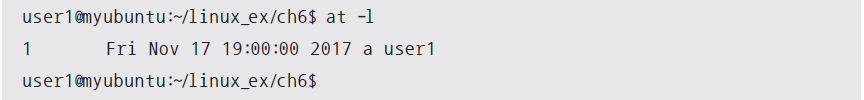 user1@myubuntu:~/linux_ex/ch6$ at -l
1 Fri Nov 17 19:00:00 2017 a user1
user1@myubuntu:~/linux_ex/ch6$